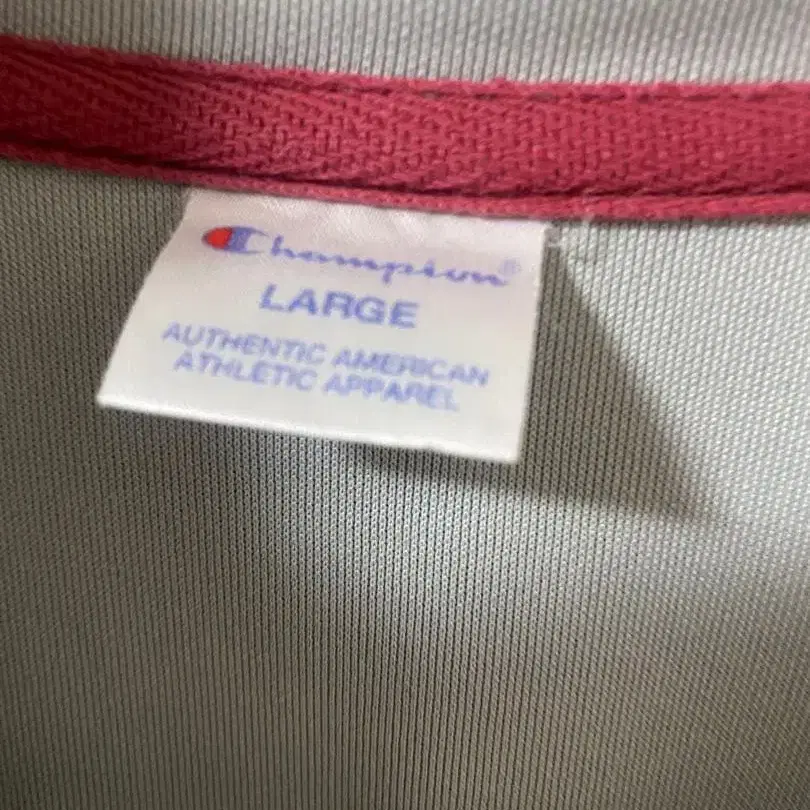 Champion®
LARGE
AUTHENTIC AMERICAN
ATHLETIC APPAREL